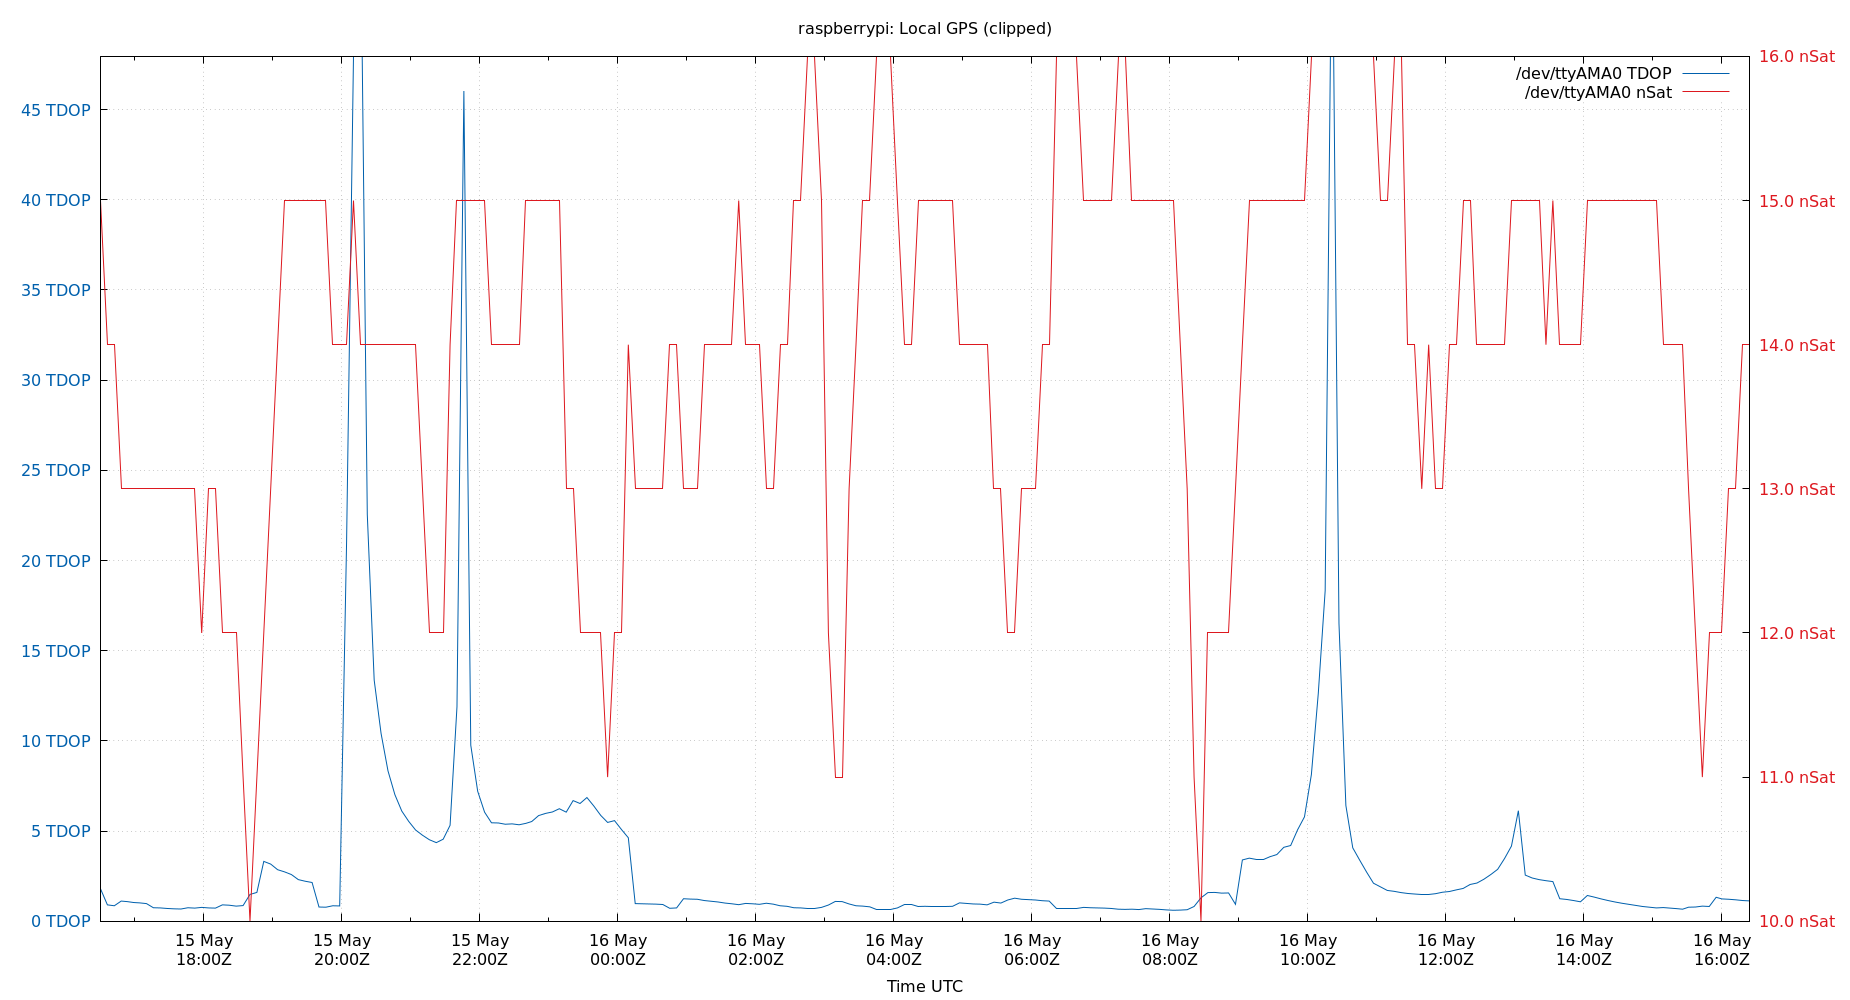 raspberrypi: Local GPS (clipped)
/dev/ttyAMA0 TDOP
/dev/ttyAMA0 nSat
45 TDOP
40 TDOP
35 TDOP
30 TDOP
25 TDOP
20 TDOP
15 TDOP
10 TDOP
5 TDOP
0 TDOP
16.0 nSat
15.0 nSat
14.0 nSat
13.0 nSat
12.0 nSat
11.0 nSat
10.0 nSat
15 May
18:00Z
15 May
20:00Z
15 May
22:00Z
16 May
00:00Z
16 May
02:00Z
16 May
04:00Z
16 May
06:00Z
16 May
08:00Z
16 May
10:00Z
16 May
12:00Z
16 May
14:00Z
16 May
16:00Z
Time UTC